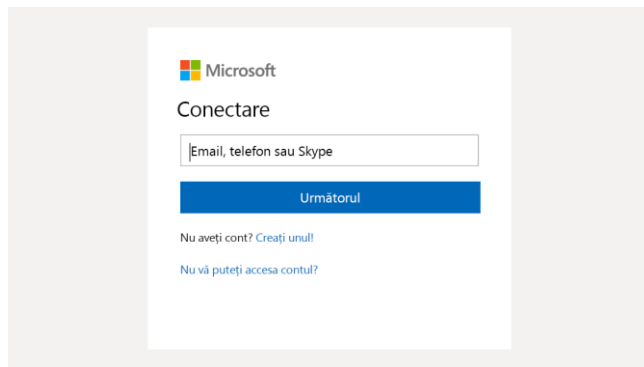 Microsoft
Conectare
Email, telefon sau Skype
Următorul
Nu aveți cont? Creați unul!
Nu vă puteți accesa contul?